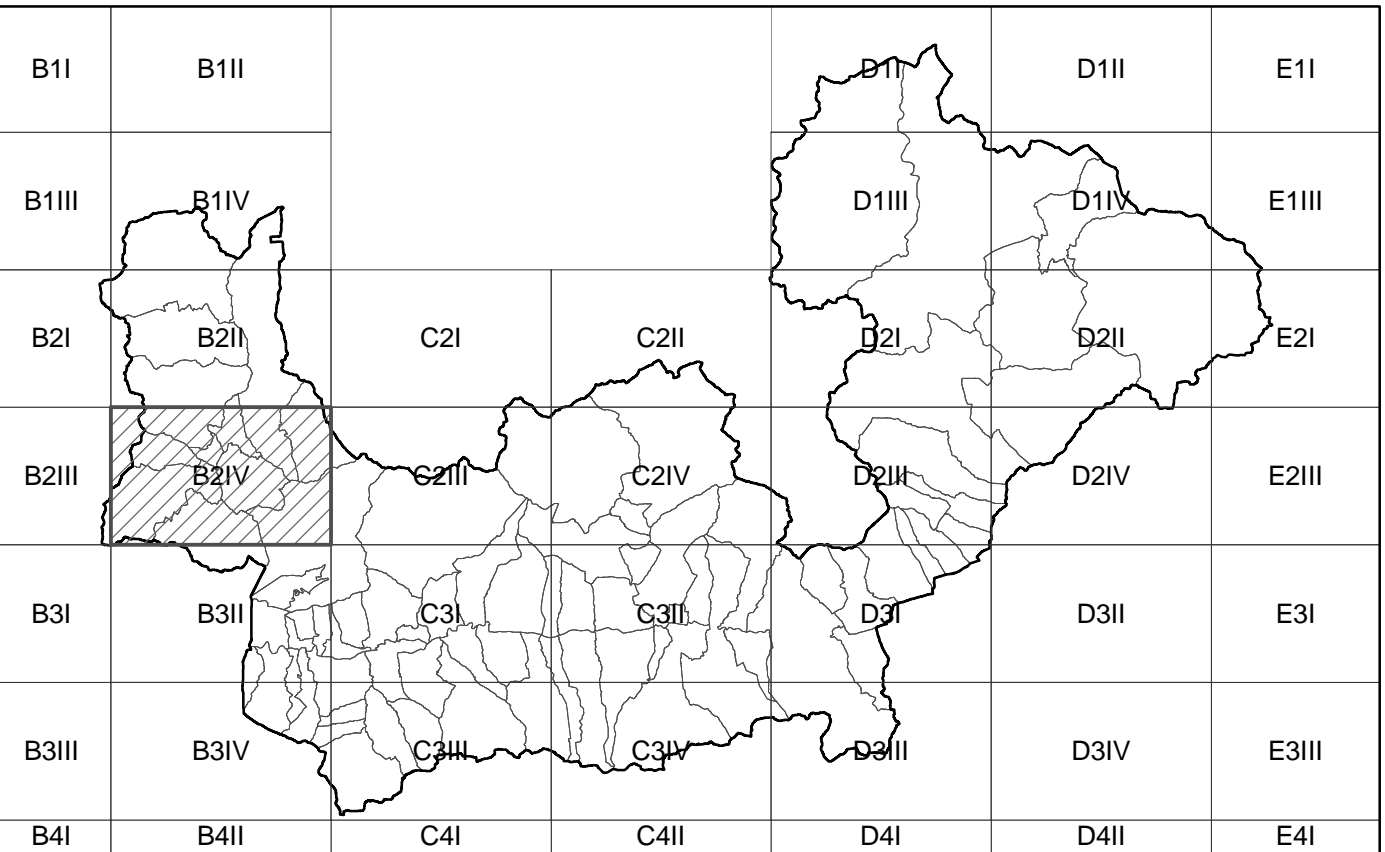 B1I B1II D1I D1II E1I
B1III B1IV D1III D1IV E1III
B2I B2II C2I C2II D2I D2II E2I
B2III B2IV C2III C2IV D2III D2IV E2III
B3I B3II C3I C3II D3I D3II E3I
B3III B3IV C3III C3IV D3III D3IV E3III
B4I B4II C4I C4II D4I D4II E4I